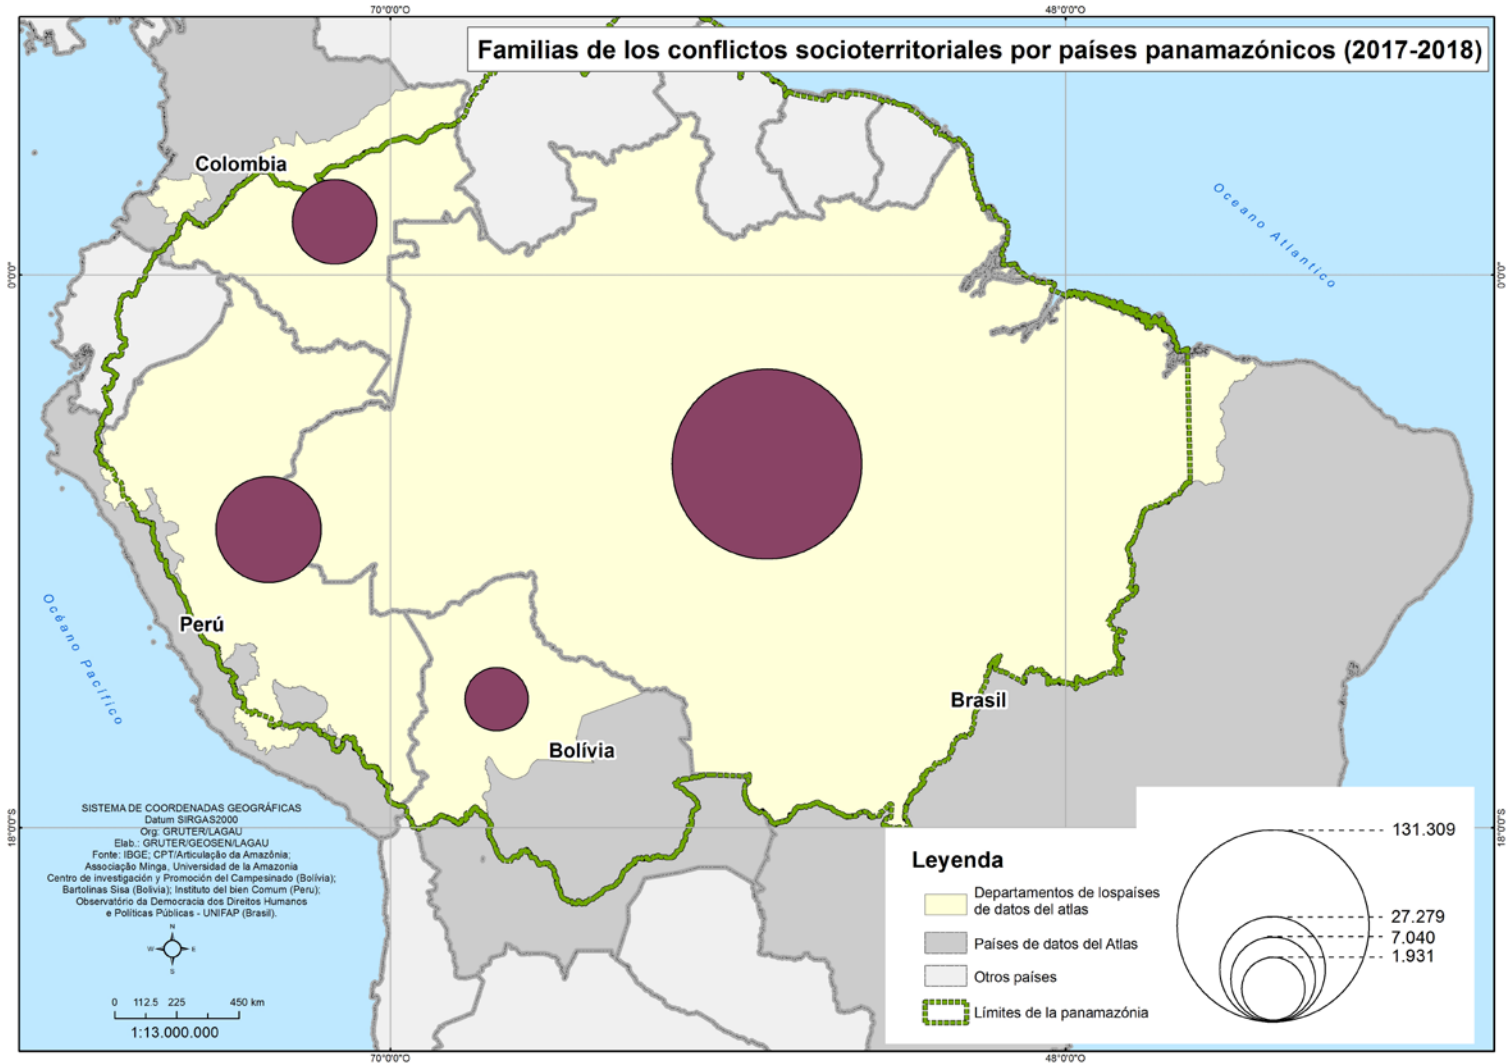 70°0'0"O
48°0'0"O
Familias de los conflictos socioterritoriales por países panamazónicos (2017-2018)
Colombia
Oceano Atlantico
0°0'0"
0°0'0"
Océano Pacífico
Perú
Brasil
Bolívia
SISTEMA DE COORDENADAS GEOGRÁFICAS
Datum SIRGAS2000
Org: GRUTER/LAGAU
Elab.: GRUTER/GEOSEN/LAGAU
Fonte: IBGE; CPT/Articulação da Amazônia;
Associação Minga, Universidad de la Amazonia
Centro de investigación y Promoción del Campesinado (Bolívia);
Bartolinas Sisa (Bolivia); Instituto del bien Comum (Peru);
Observatório da Democracia dos Direitos Humanos
e Políticas Públicas - UNIFAP (Brasil).
N
W E
S
0 112.5 225 450 km
1:13.000.000
18°0'0"S
18°0'0"S
Leyenda
Departamentos de lospaíses
de datos del atlas
Países de datos del Atlas
Otros países
Límites de la panamazónia
131.309
27.279
7.040
1.931
70°0'0"O
48°0'0"O